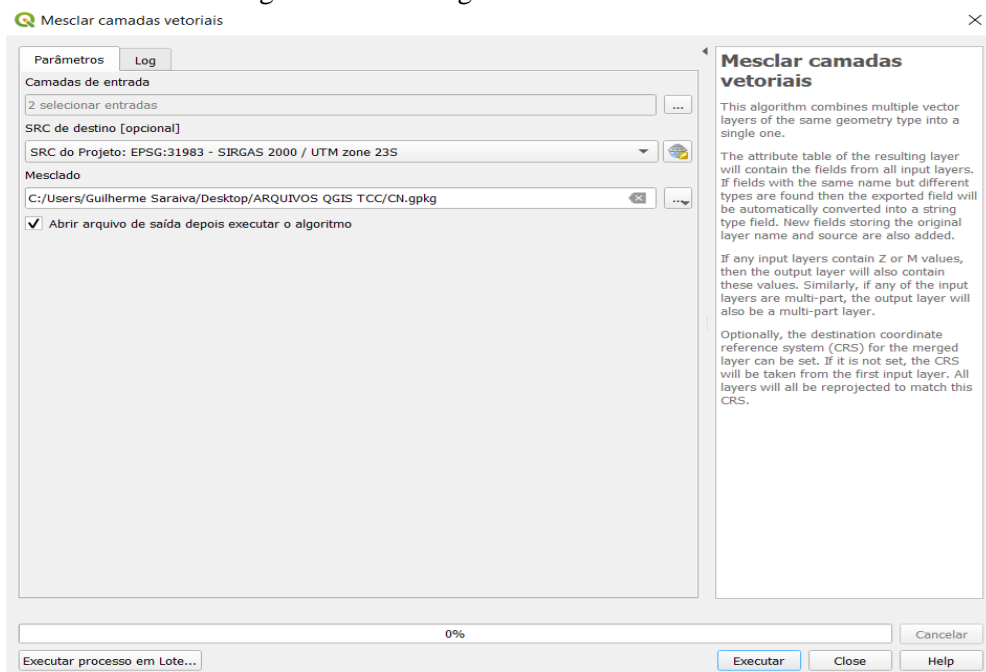 Mesclar camadas vetoriais
Parâmetros
Log
Camadas de entrada
2 selecionar entradas
...
SRC de destino [opcional]
SRC do Projeto: EPSG:31983 - SIRGAS 2000 / UTM zone 23S
Mesclado
C:/Users/Guilherme Saraiva/Desktop/ARQUIVOS QGIS TCC/CN.gpkg
...
Abrir arquivo de saída depois executar o algoritmo
Mesclar camadas
vetoriais
This algorithm combines multiple vector
layers of the same geometry type into a
single one.
The attribute table of the resulting layer
will contain the fields from all input layers.
If fields with the same name but different
types are found then the exported field will
be automatically converted into a string
type field. New fields storing the original
layer name and source are also added.
If any input layers contain Z or M values,
then the output layer will also contain
these values. Similarly, if any of the input
layers are multi-part, the output layer will
also be a multi-part layer.
Optionally, the destination coordinate
reference system (CRS) for the merged
layer can be set. If it is not set, the CRS
will be taken from the first input layer. All
layers will all be reprojected to match this
CRS.
0%
Cancelar
Executar processo em Lote...
Executar
Close
Help